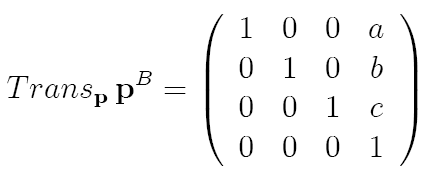 1 0 0 a
0 1 0 b
Trans_p p^B =
0 0 1 c
0 0 0 1